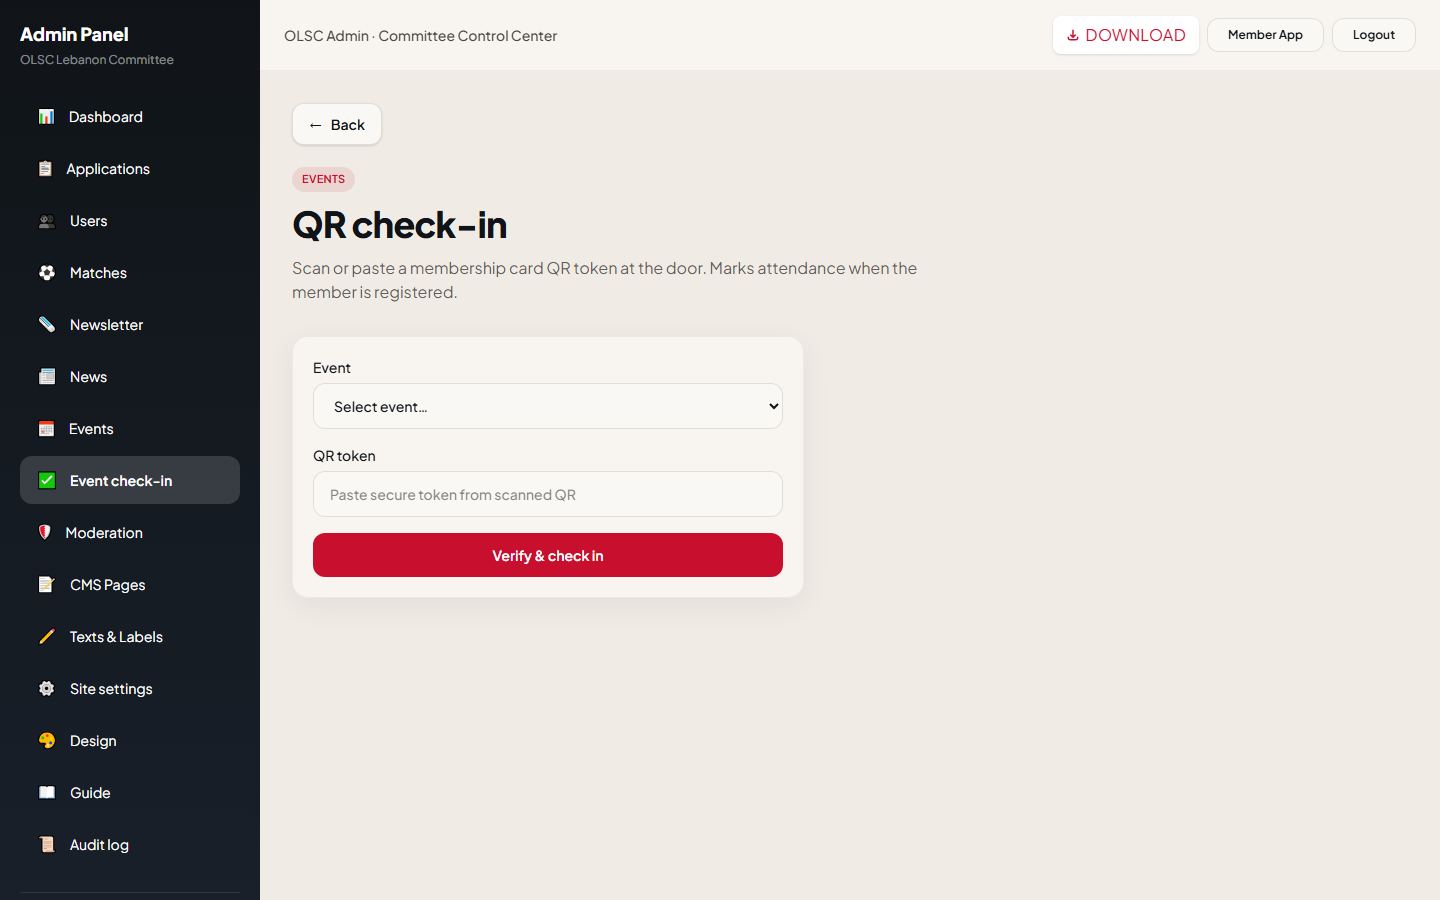 Admin Panel
OLSC Lebanon Committee
Dashboard
Applications
Users
Matches
Newsletter
News
Events
Event check-in
Moderation
CMS Pages
Texts & Labels
Site settings
Design
Guide
Audit log
OLSC Admin · Committee Control Center
DOWNLOAD
Member App
Logout
← Back
EVENTS
QR check-in
Scan or paste a membership card QR token at the door. Marks attendance when the
member is registered.
Event
Select event...
QR token
Paste secure token from scanned QR
Verify & check in